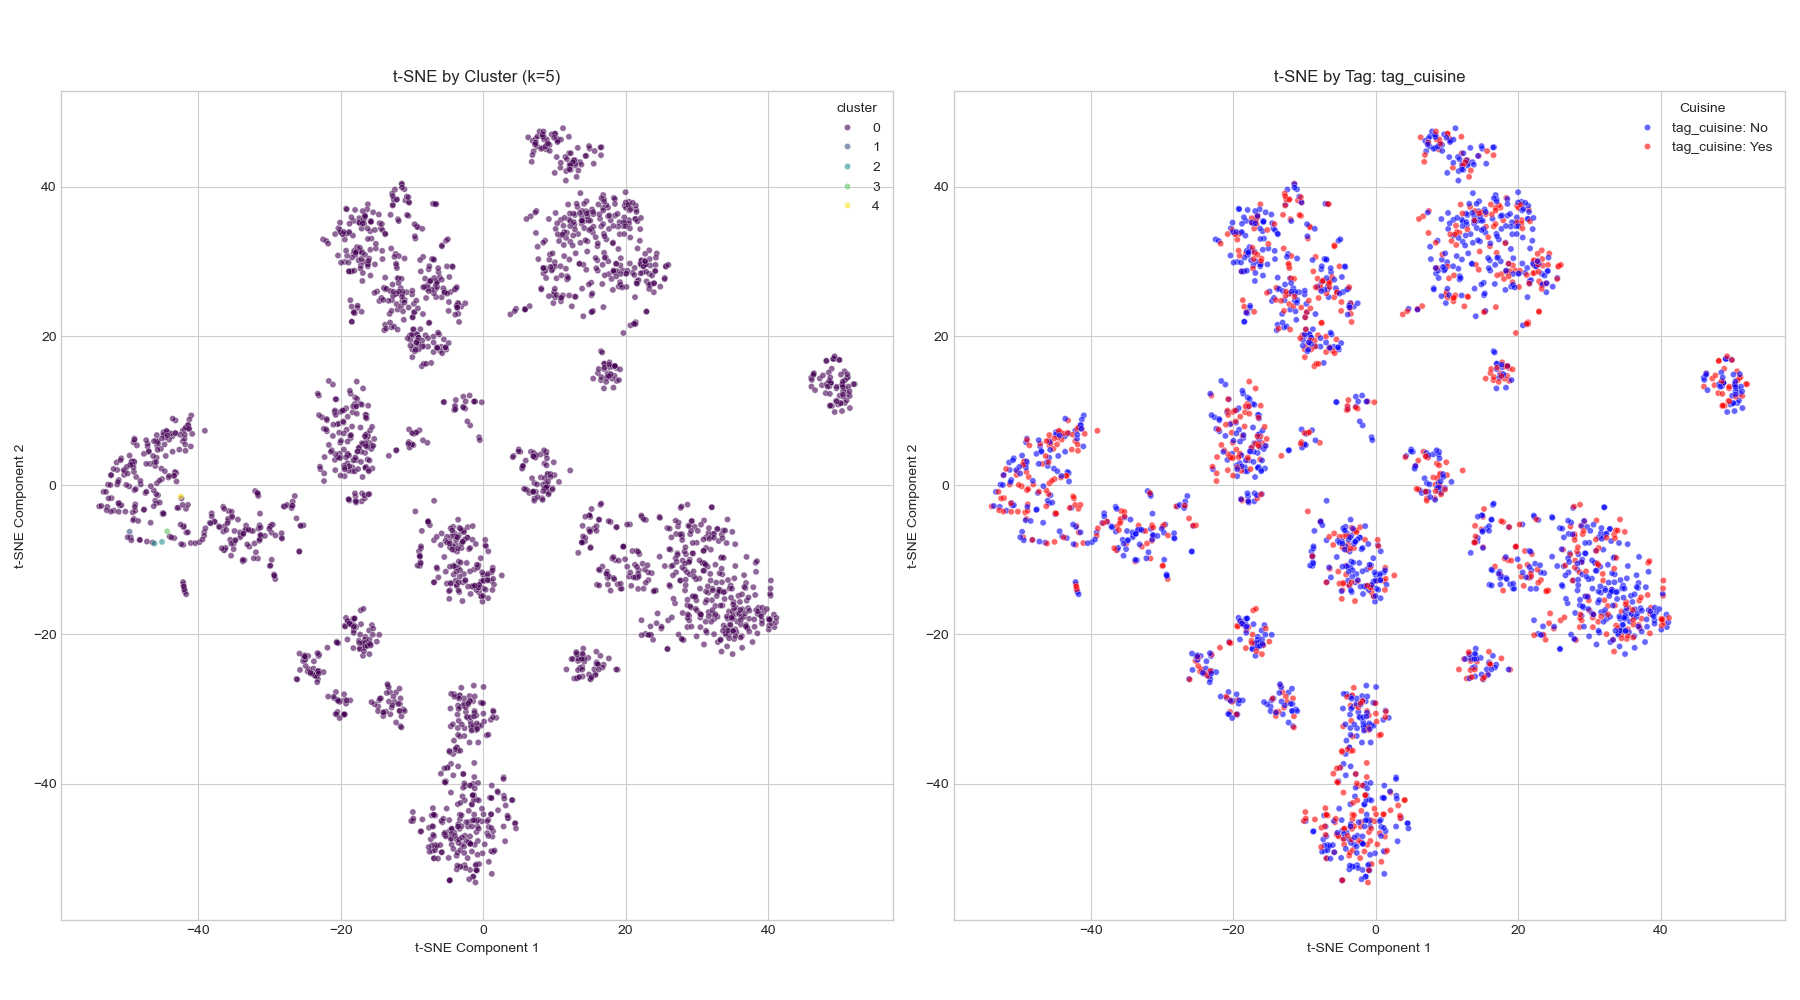 t-SNE by Cluster (k=5)
cluster
0
1
2
3
4
40
20
0
−20
−40
−40
−20
0
20
40
t-SNE Component 2
t-SNE Component 1
t-SNE by Tag: tag_cuisine
Cuisine
tag_cuisine: No
tag_cuisine: Yes
40
20
0
−20
−40
−40
−20
0
20
40
t-SNE Component 2
t-SNE Component 1